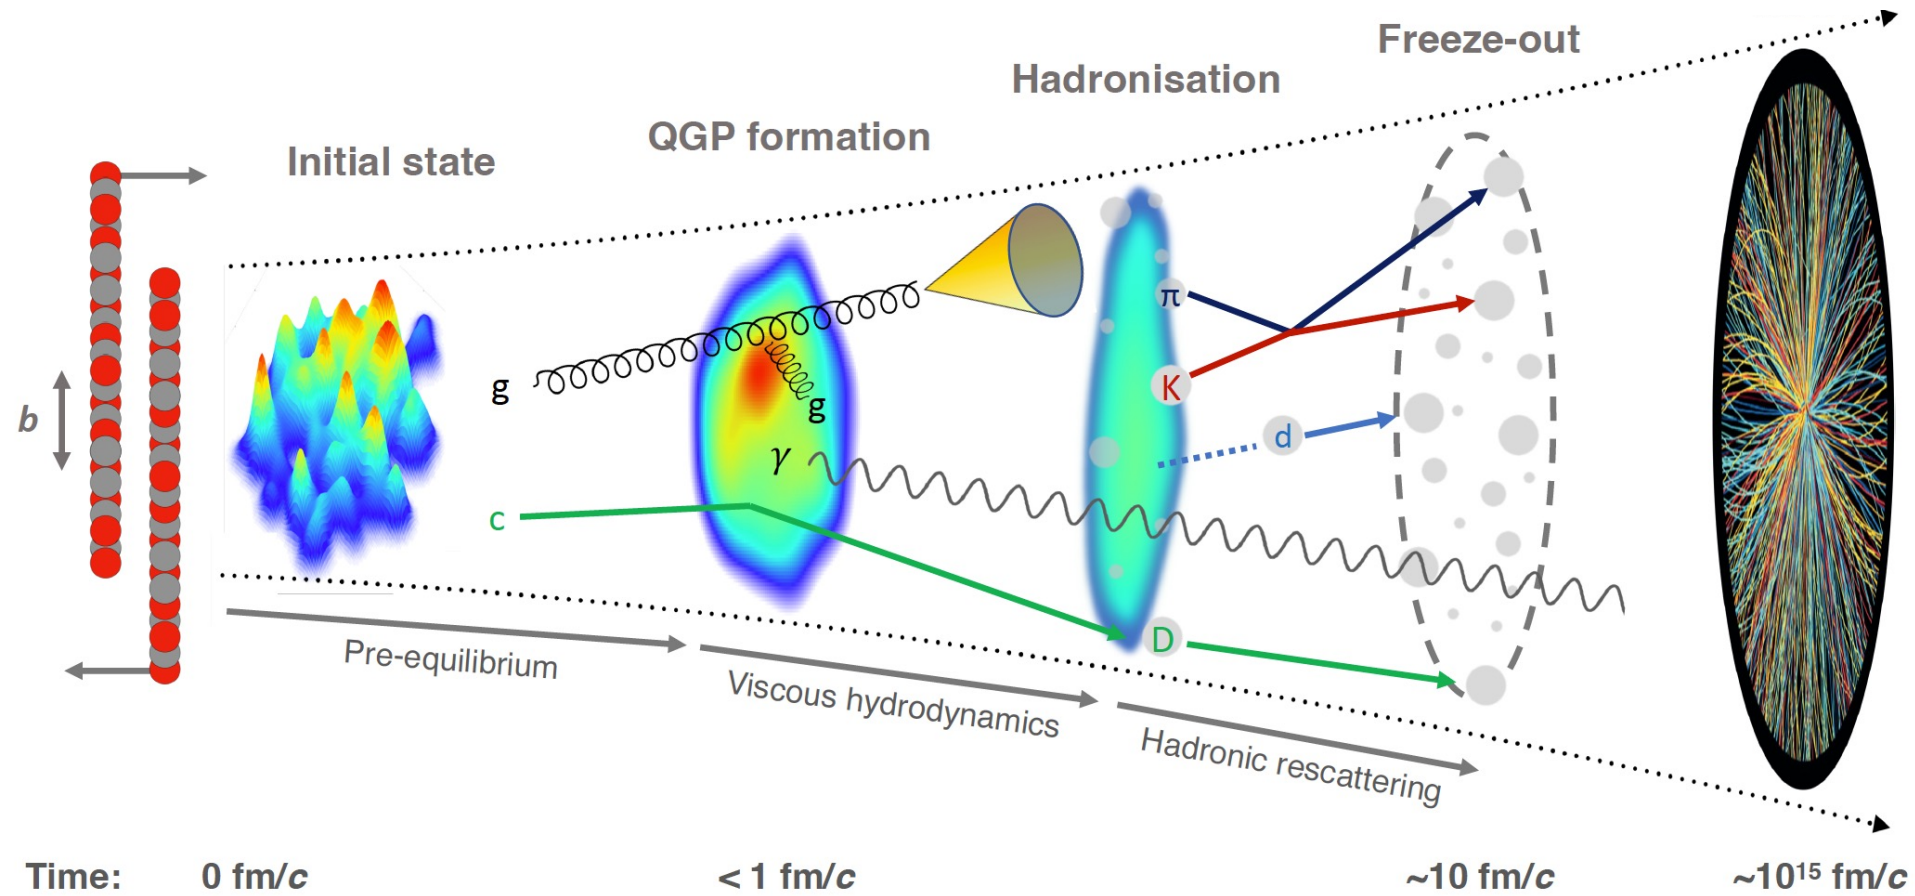 Freeze-out
Hadronisation
QGP formation
Initial state
b
g
g
γ
c
π
K
d
D
Pre-equilibrium
Viscous hydrodynamics
Hadronic rescattering
Time: 0 fm/c < 1 fm/c ~10 fm/c ~10¹⁵ fm/c